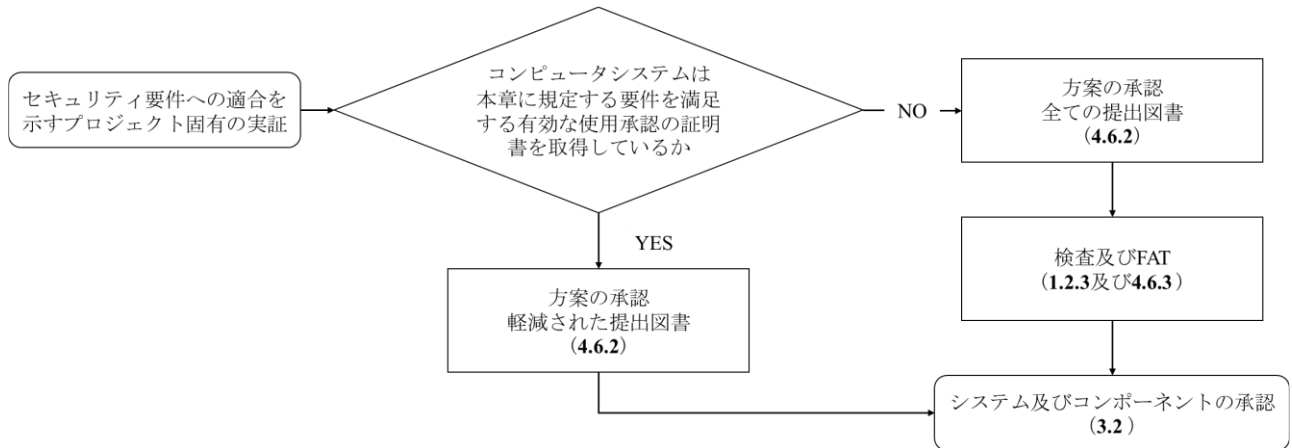 セキュリティ要件への適合を
示すプロジェクト固有の実証
コンピュータシステムは
本章に規定する要件を満足
する有効な使用承認の証明
書を取得しているか
NO
方案の承認
全ての提出図書
(4.6.2)
YES
方案の承認
軽減された提出図書
(4.6.2)
検査及びFAT
(1.2.3及び4.6.3)
システム及びコンポーネントの承認
(3.2)